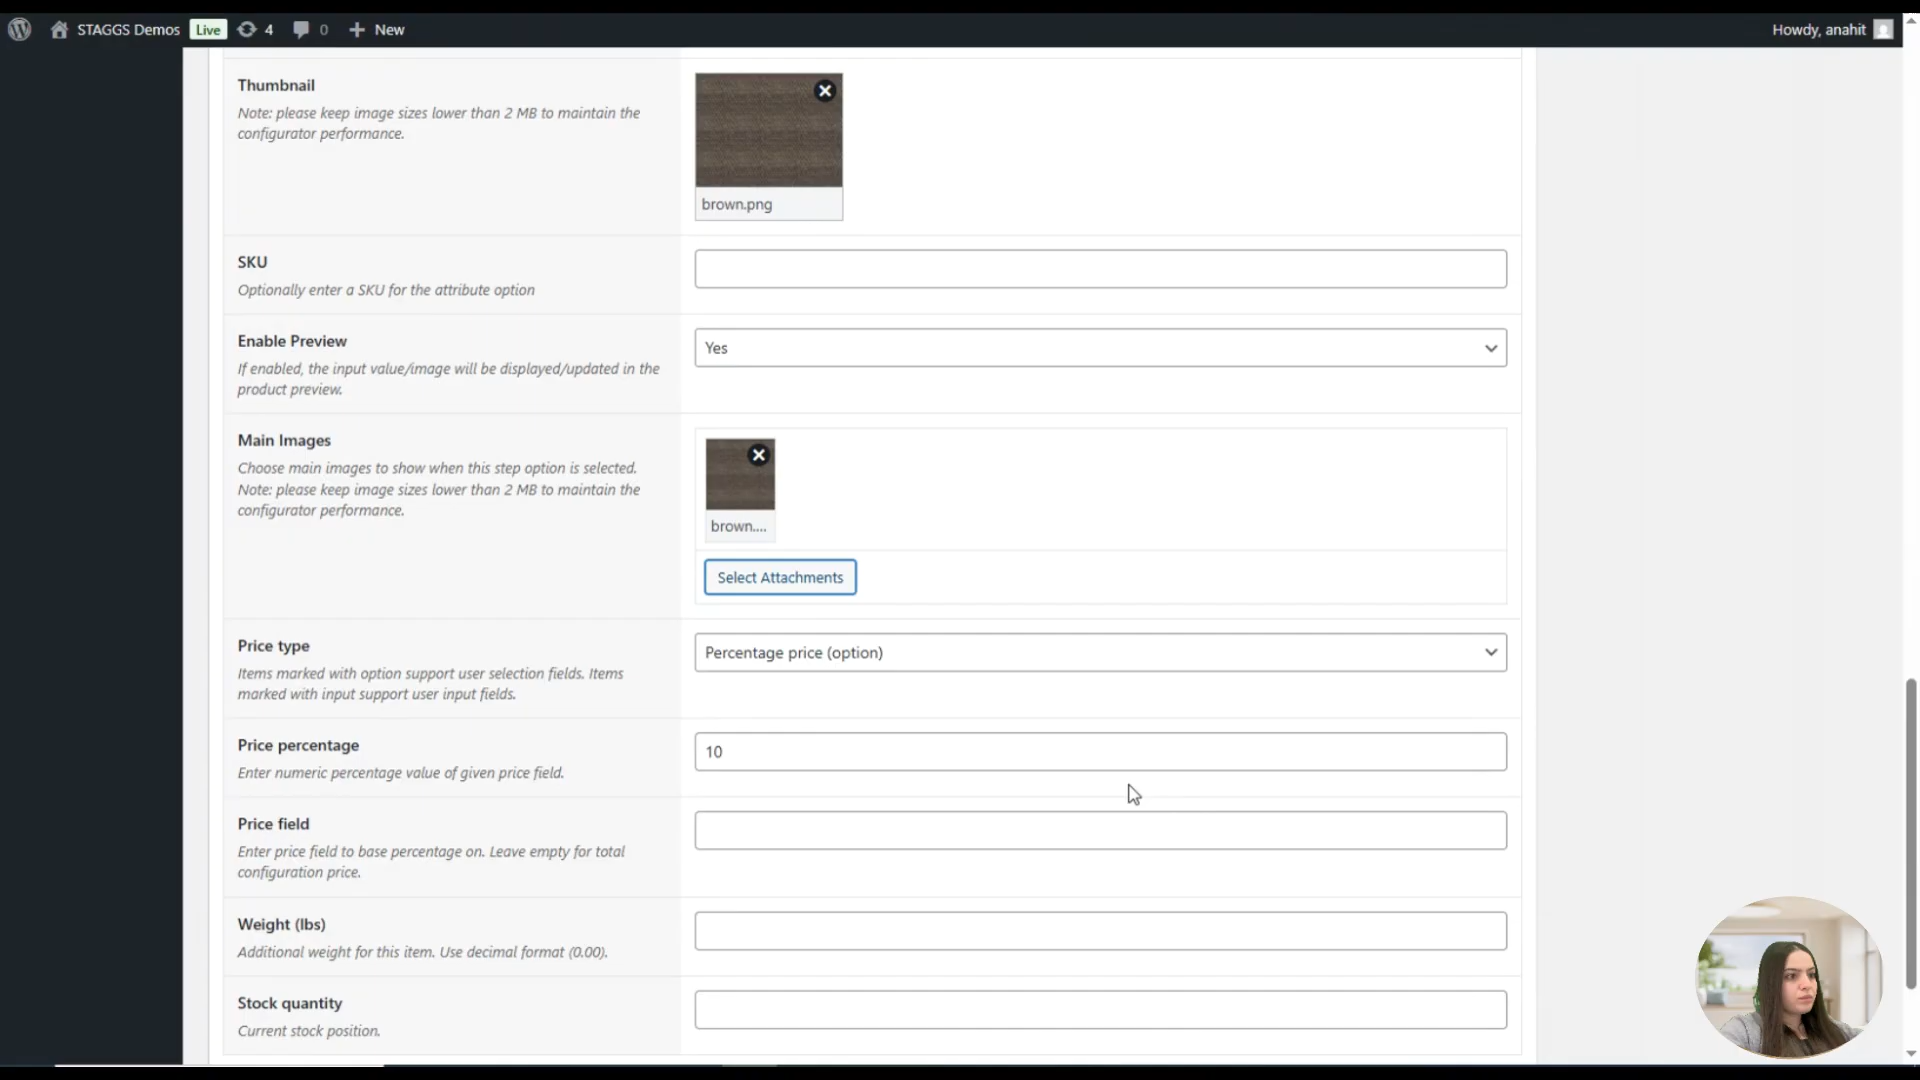 STAGGS Demos Live 4 0 New Howdy, anahit
Thumbnail
Note: please keep image sizes lower than 2 MB to maintain the
configurator performance.
brown.png
SKU
Optionally enter a SKU for the attribute option
Enable Preview
Yes
If enabled, the input value/image will be displayed/updated in the
product preview.
Main Images
Choose main images to show when this step option is selected.
Note: please keep image sizes lower than 2 MB to maintain the
configurator performance.
brown....
Select Attachments
Price type
Percentage price (option)
Items marked with option support user selection fields. Items
marked with input support user input fields.
Price percentage
10
Enter numeric percentage value of given price field.
Price field
Enter price field to base percentage on. Leave empty for total
configuration price.
Weight (lbs)
Additional weight for this item. Use decimal format (0.00).
Stock quantity
Current stock position.